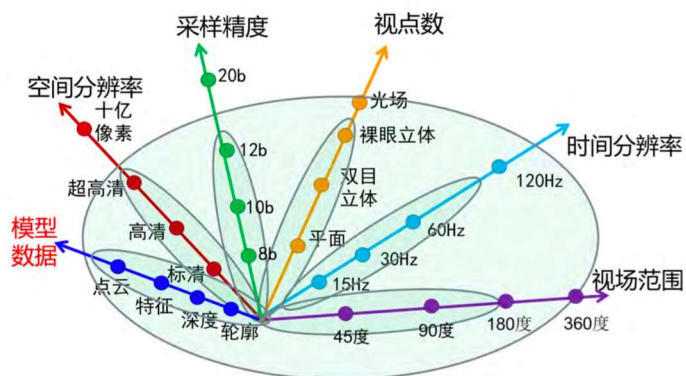 采样精度
视点数
20b
空间分辨率
十亿
像素
光场
裸眼立体
时间分辨率
12b
超高清
双目
立体
120Hz
10b
模型
数据
高清
平面
60Hz
8b
30Hz
标清
点云
特征
深度
轮廓
15Hz
视场范围
45度
90度
180度
360度